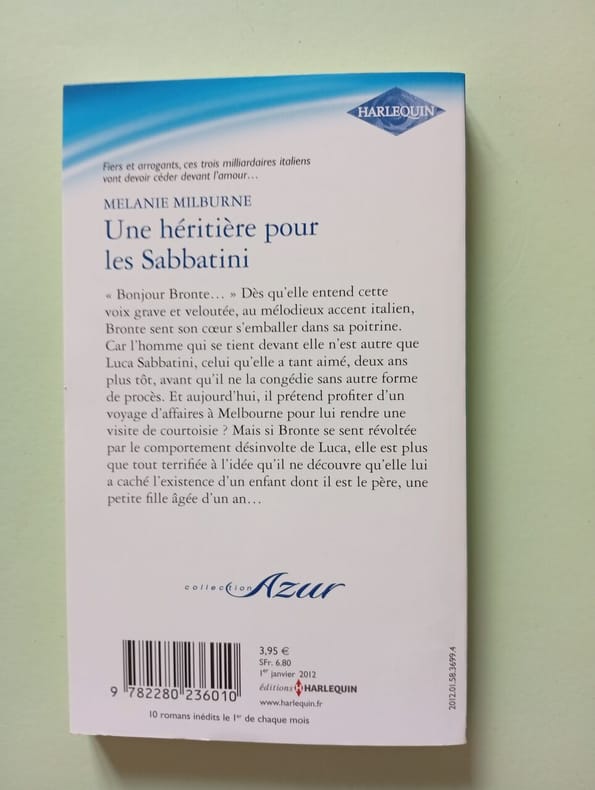 HARLEQUIN
Fiers et arrogants, ces trois milliardaires italiens
vont devoir céder devant l'amour…
MELANIE MILBURNE
Une héritière pour
les Sabbatini
« Bonjour Bronte… » Dès qu'elle entend cette
voix grave et veloutée, au mélodieux accent italien,
Bronte sent son cœur s'emballer dans sa poitrine.
Car l'homme qui se tient devant elle n'est autre que
Luca Sabbatini, celui qu'elle a tant aimé, deux ans
plus tôt, avant qu'il ne la congédie sans autre forme
de procès. Et aujourd'hui, il prétend profiter d'un
voyage d'affaires à Melbourne pour lui rendre une
visite de courtoisie ? Mais si Bronte se sent révoltée
par le comportement désinvolte de Luca, elle est plus
que tout terrifiée à l'idée qu'il ne découvre qu'elle lui
a caché l'existence d'un enfant dont il est le père, une
petite fille âgée d'un an…
collection Azur
3,95 €
SFr. 6.80
1er janvier 2012
éditions HARLEQUIN
www.harlequin.fr
9 782280 236010
10 romans inédits le 1er de chaque mois
2012.01.58.3699.4